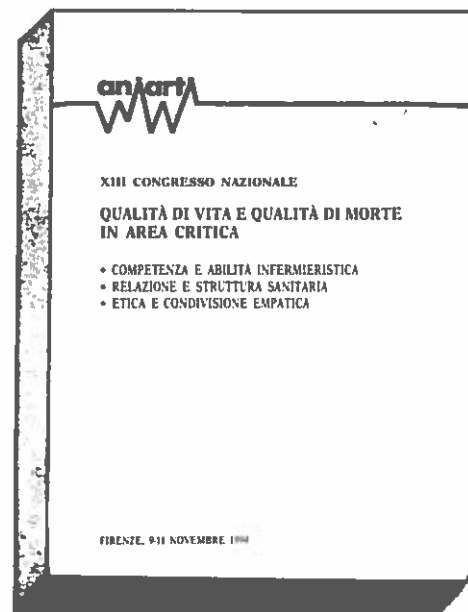 aniarti
XIII CONGRESSO NAZIONALE
QUALITÀ DI VITA E QUALITÀ DI MORTE
IN AREA CRITICA
• COMPETENZA E ABILITÀ INFERMIERISTICA
• RELAZIONE E STRUTTURA SANITARIA
• ETICA E CONDIVISIONE EMPATICA
FIRENZE, 9-11 NOVEMBRE